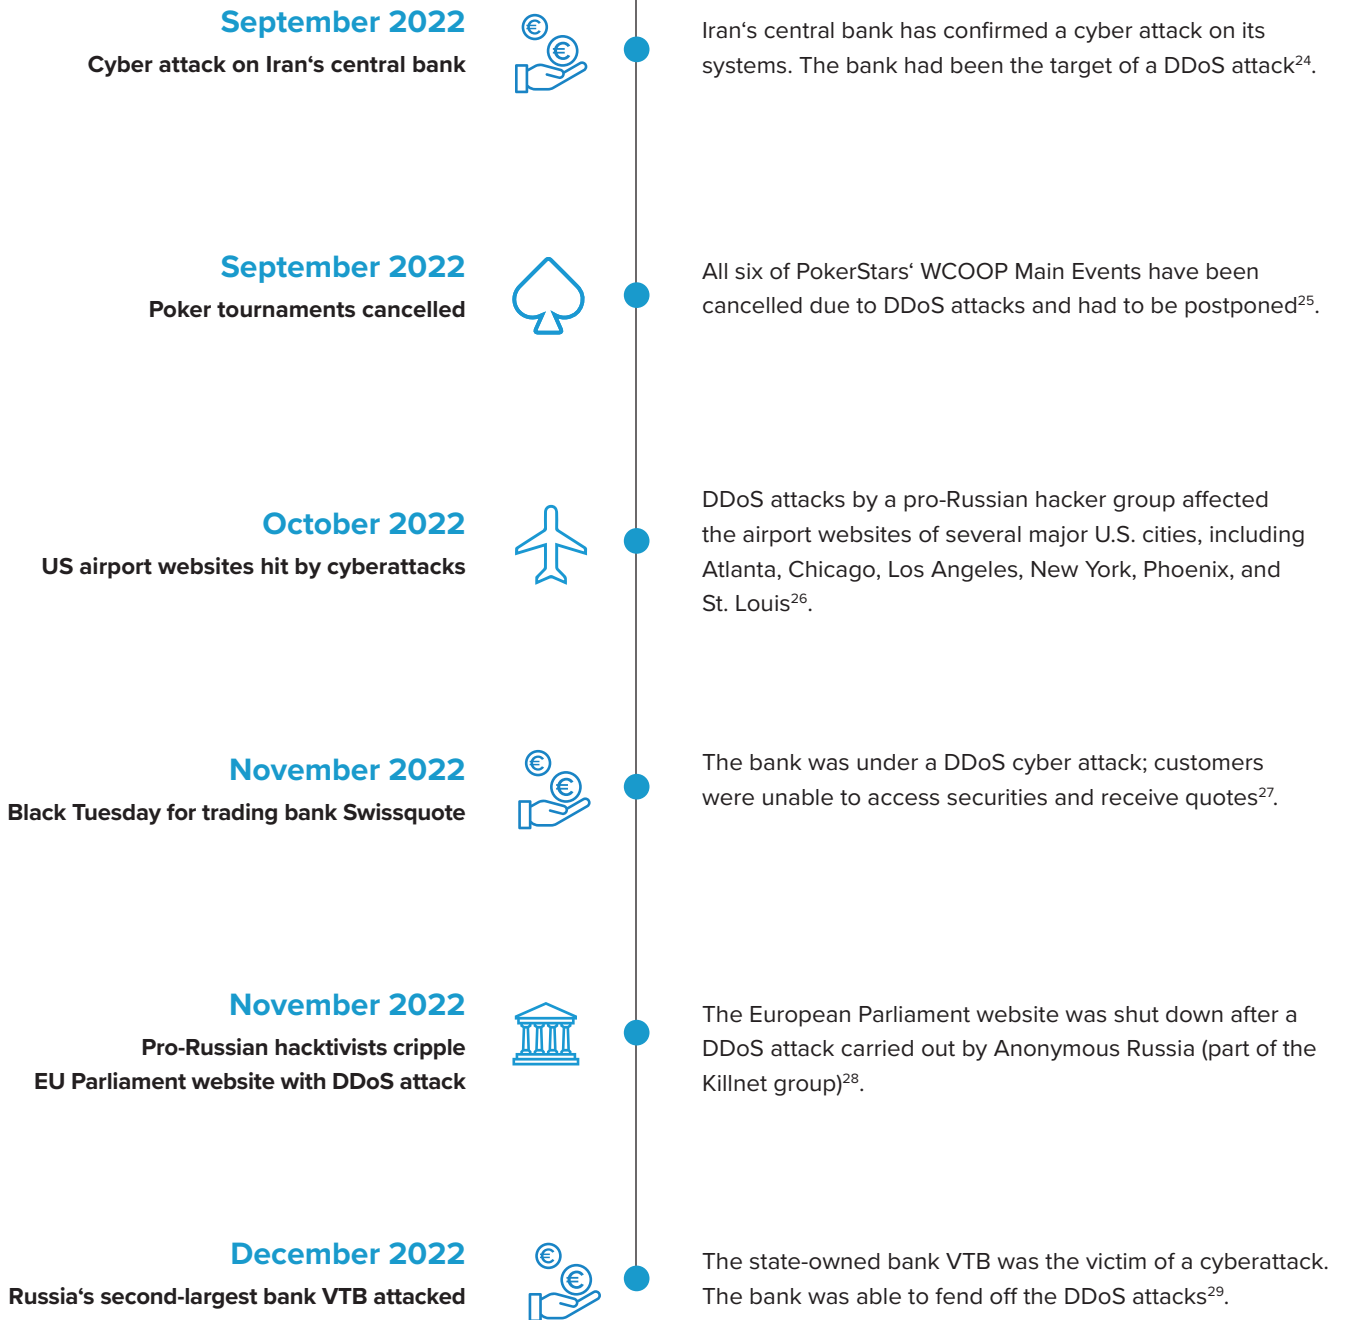 September 2022
Cyber attack on Iran‘s central bank
Iran‘s central bank has confirmed a cyber attack on its
systems. The bank had been the target of a DDoS attack²⁴.
September 2022
Poker tournaments cancelled
All six of PokerStars‘ WCOOP Main Events have been
cancelled due to DDoS attacks and had to be postponed²⁵.
October 2022
US airport websites hit by cyberattacks
DDoS attacks by a pro-Russian hacker group affected
the airport websites of several major U.S. cities, including
Atlanta, Chicago, Los Angeles, New York, Phoenix, and
St. Louis²⁶.
November 2022
Black Tuesday for trading bank Swissquote
The bank was under a DDoS cyber attack; customers
were unable to access securities and receive quotes²⁷.
November 2022
Pro-Russian hacktivists cripple
EU Parliament website with DDoS attack
The European Parliament website was shut down after a
DDoS attack carried out by Anonymous Russia (part of the
Killnet group)²⁸.
December 2022
Russia‘s second-largest bank VTB attacked
The state-owned bank VTB was the victim of a cyberattack.
The bank was able to fend off the DDoS attacks²⁹.